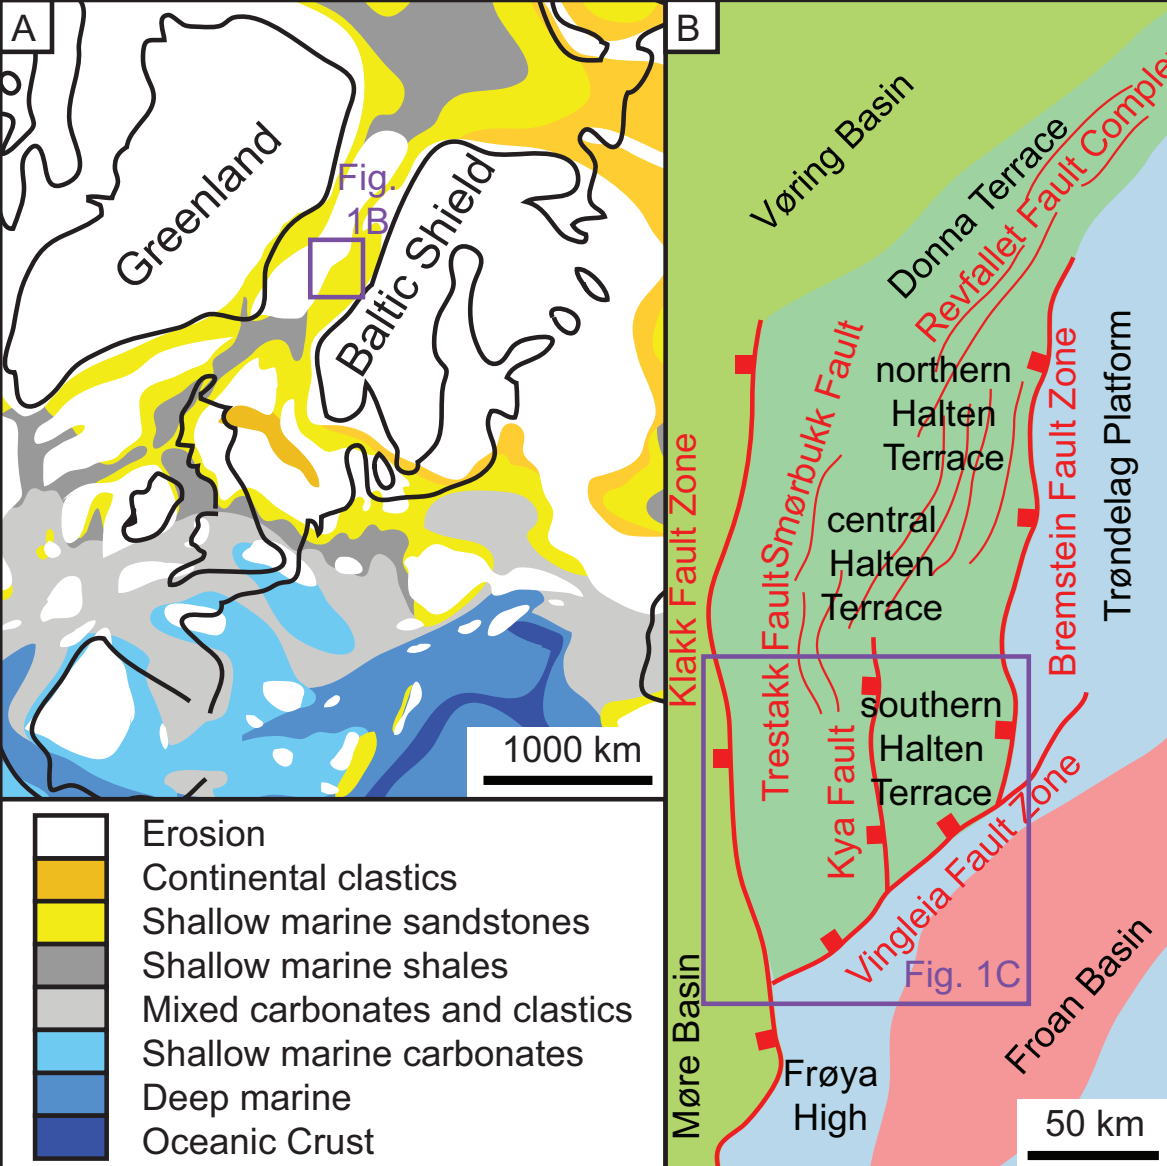 A
Greenland
Fig.
1B
Baltic Shield
1000 km
Erosion
Continental clastics
Shallow marine sandstones
Shallow marine shales
Mixed carbonates and clastics
Shallow marine carbonates
Deep marine
Oceanic Crust
B
Vøring Basin
Donna Terrace
Revfallet Fault Complex
northern
Halten
Terrace
Smørbukk Fault
Klakk Fault Zone
central
Halten
Terrace
Bremstein Fault Zone
Trøndelag Platform
Trestakk Fault
Kya Fault
southern
Halten
Terrace
Vingleia Fault Zone
Fig. 1C
Møre Basin
Frøya
High
Froan Basin
50 km